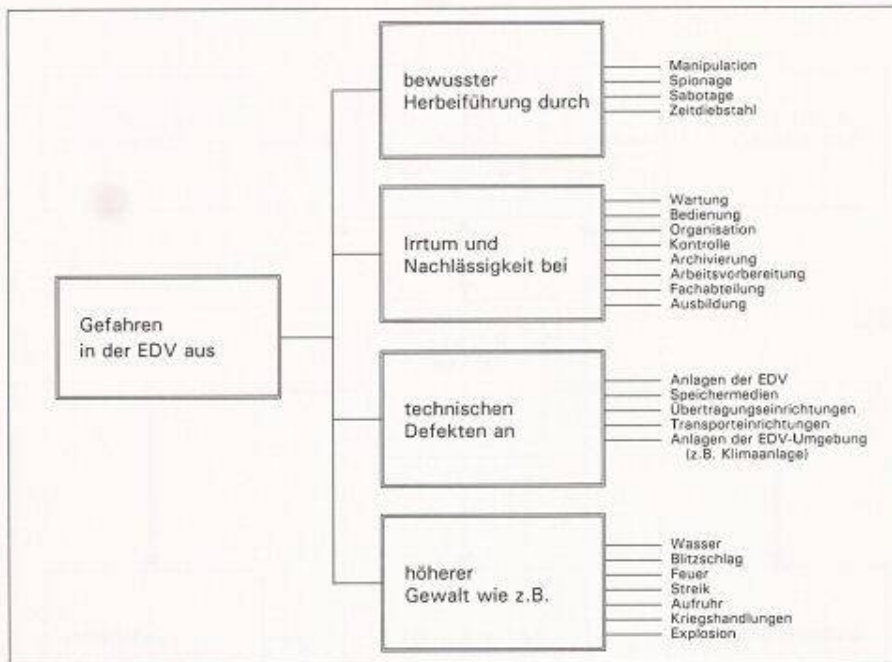 bewusster
Herbeiführung durch
Manipulation
Spionage
Sabotage
Zeitdiebstahl
Irrtum und
Nachlässigkeit bei
Wartung
Bedienung
Organisation
Kontrolle
Archivierung
Arbeitsvorbereitung
Fachabteilung
Ausbildung
Gefahren
in der EDV aus
technischen
Defekten an
Anlagen der EDV
Speichermedien
Übertragungseinrichtungen
Transporteinrichtungen
Anlagen der EDV-Umgebung
(z.B. Klimaanlage)
höherer
Gewalt wie z.B.
Wasser
Blitzschlag
Feuer
Streik
Aufruhr
Kriegshandlungen
Explosion